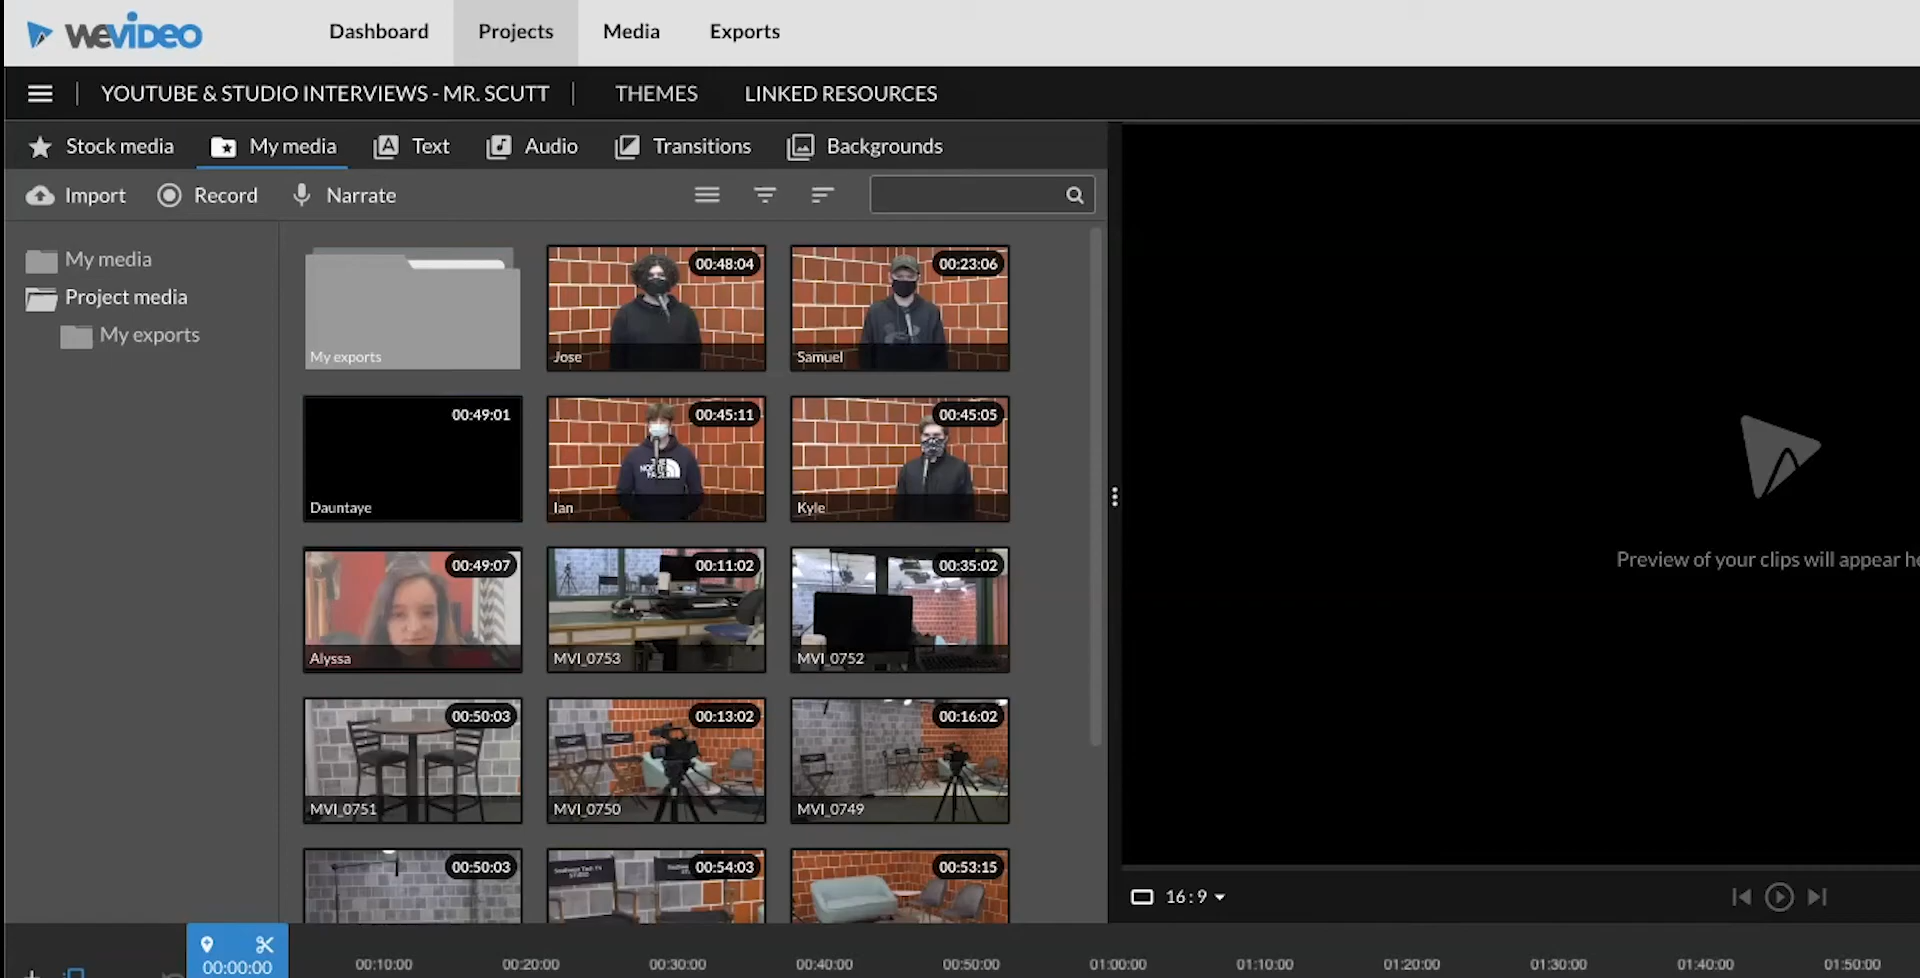 WEVIDEO
Dashboard Projects Media Exports
YOUTUBE & STUDIO INTERVIEWS - MR. SCUTT THEMES LINKED RESOURCES
Stock media My media Text Audio Transitions Backgrounds
Import Record Narrate
My media
Project media
My exports
My exports
00:48:04
Jose
00:23:06
Samuel
00:49:01
Dauntaye
00:45:11
THE NORTH FACE
Ian
00:45:05
Kyle
00:49:07
Alyssa
00:11:02
MVI_0753
00:35:02
MVI_0752
00:50:03
MVI_0751
00:13:02
MVI_0750
00:16:02
MVI_0749
00:50:03
00:54:03
00:53:15
Preview of your clips will appear he
16 : 9
00:00:00 00:10:00 00:20:00 00:30:00 00:40:00 00:50:00 01:00:00 01:10:00 01:20:00 01:30:00 01:40:00 01:50:00